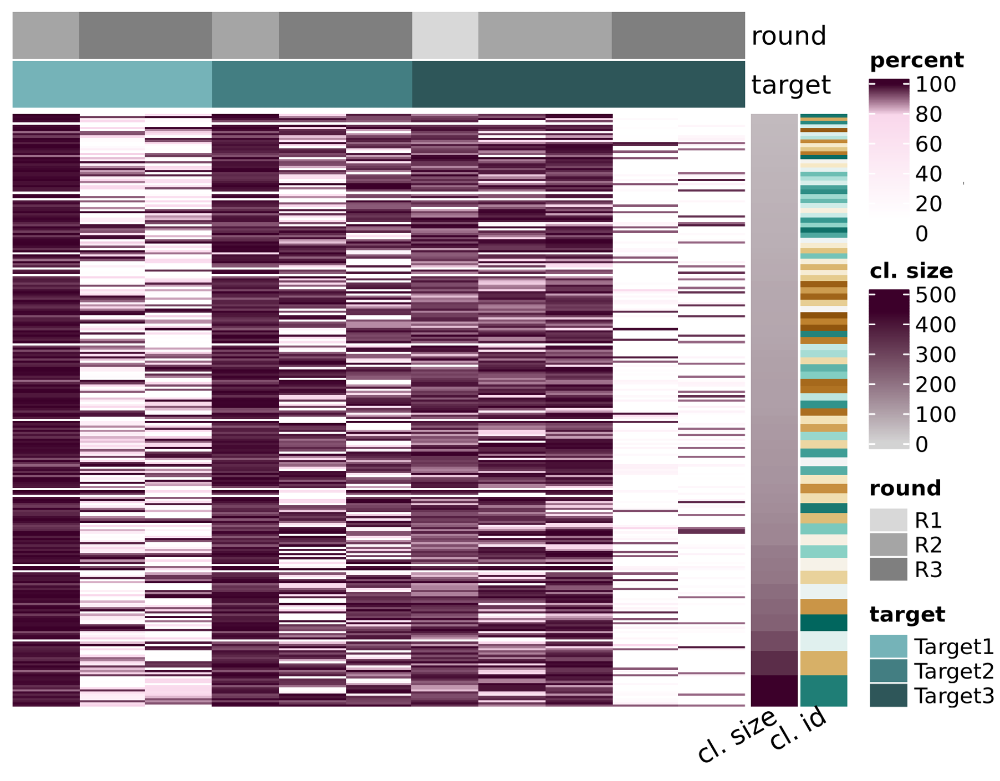 round
target
percent
100
80
60
40
20
0
cl. size
500
400
300
200
100
0
round
R1
R2
R3
target
Target1
Target2
Target3
cl. size
cl. id